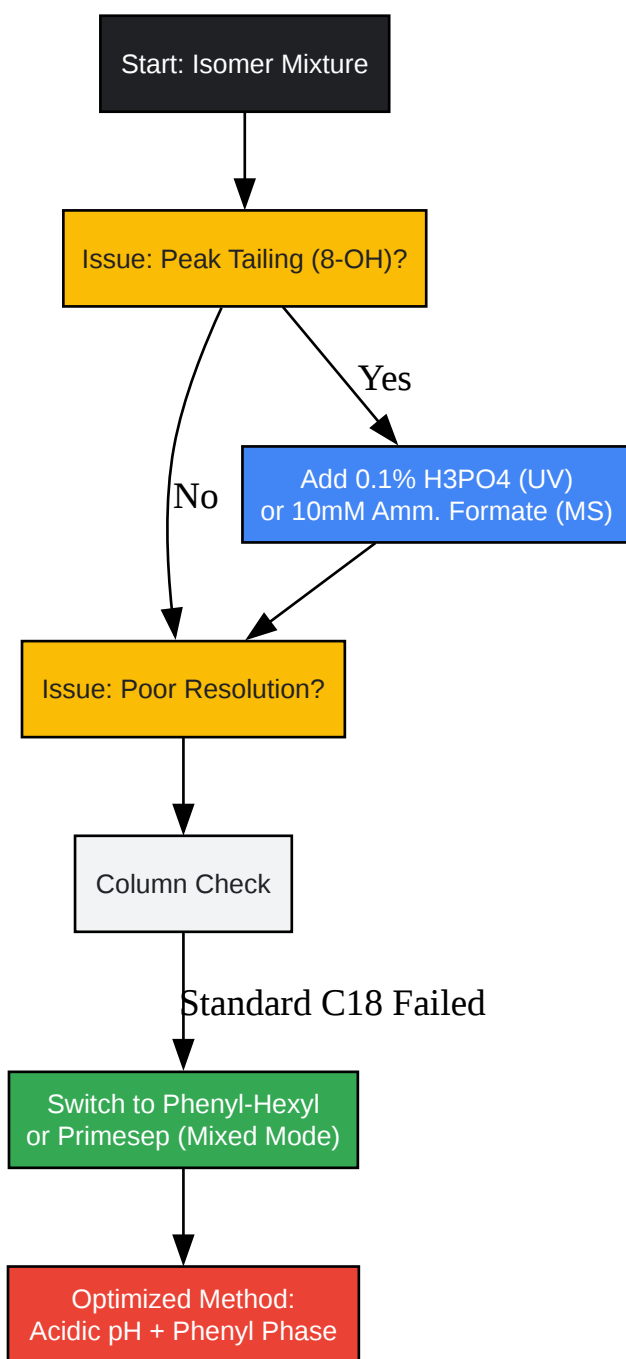 Start: Isomer Mixture
Issue: Peak Tailing (8-OH)?
Yes
Add 0.1% H3PO4 (UV)
or 10mM Amm. Formate (MS)
No
Issue: Poor Resolution?
Column Check
Standard C18 Failed
Switch to Phenyl-Hexyl
or Primesep (Mixed Mode)
Optimized Method:
Acidic pH + Phenyl Phase